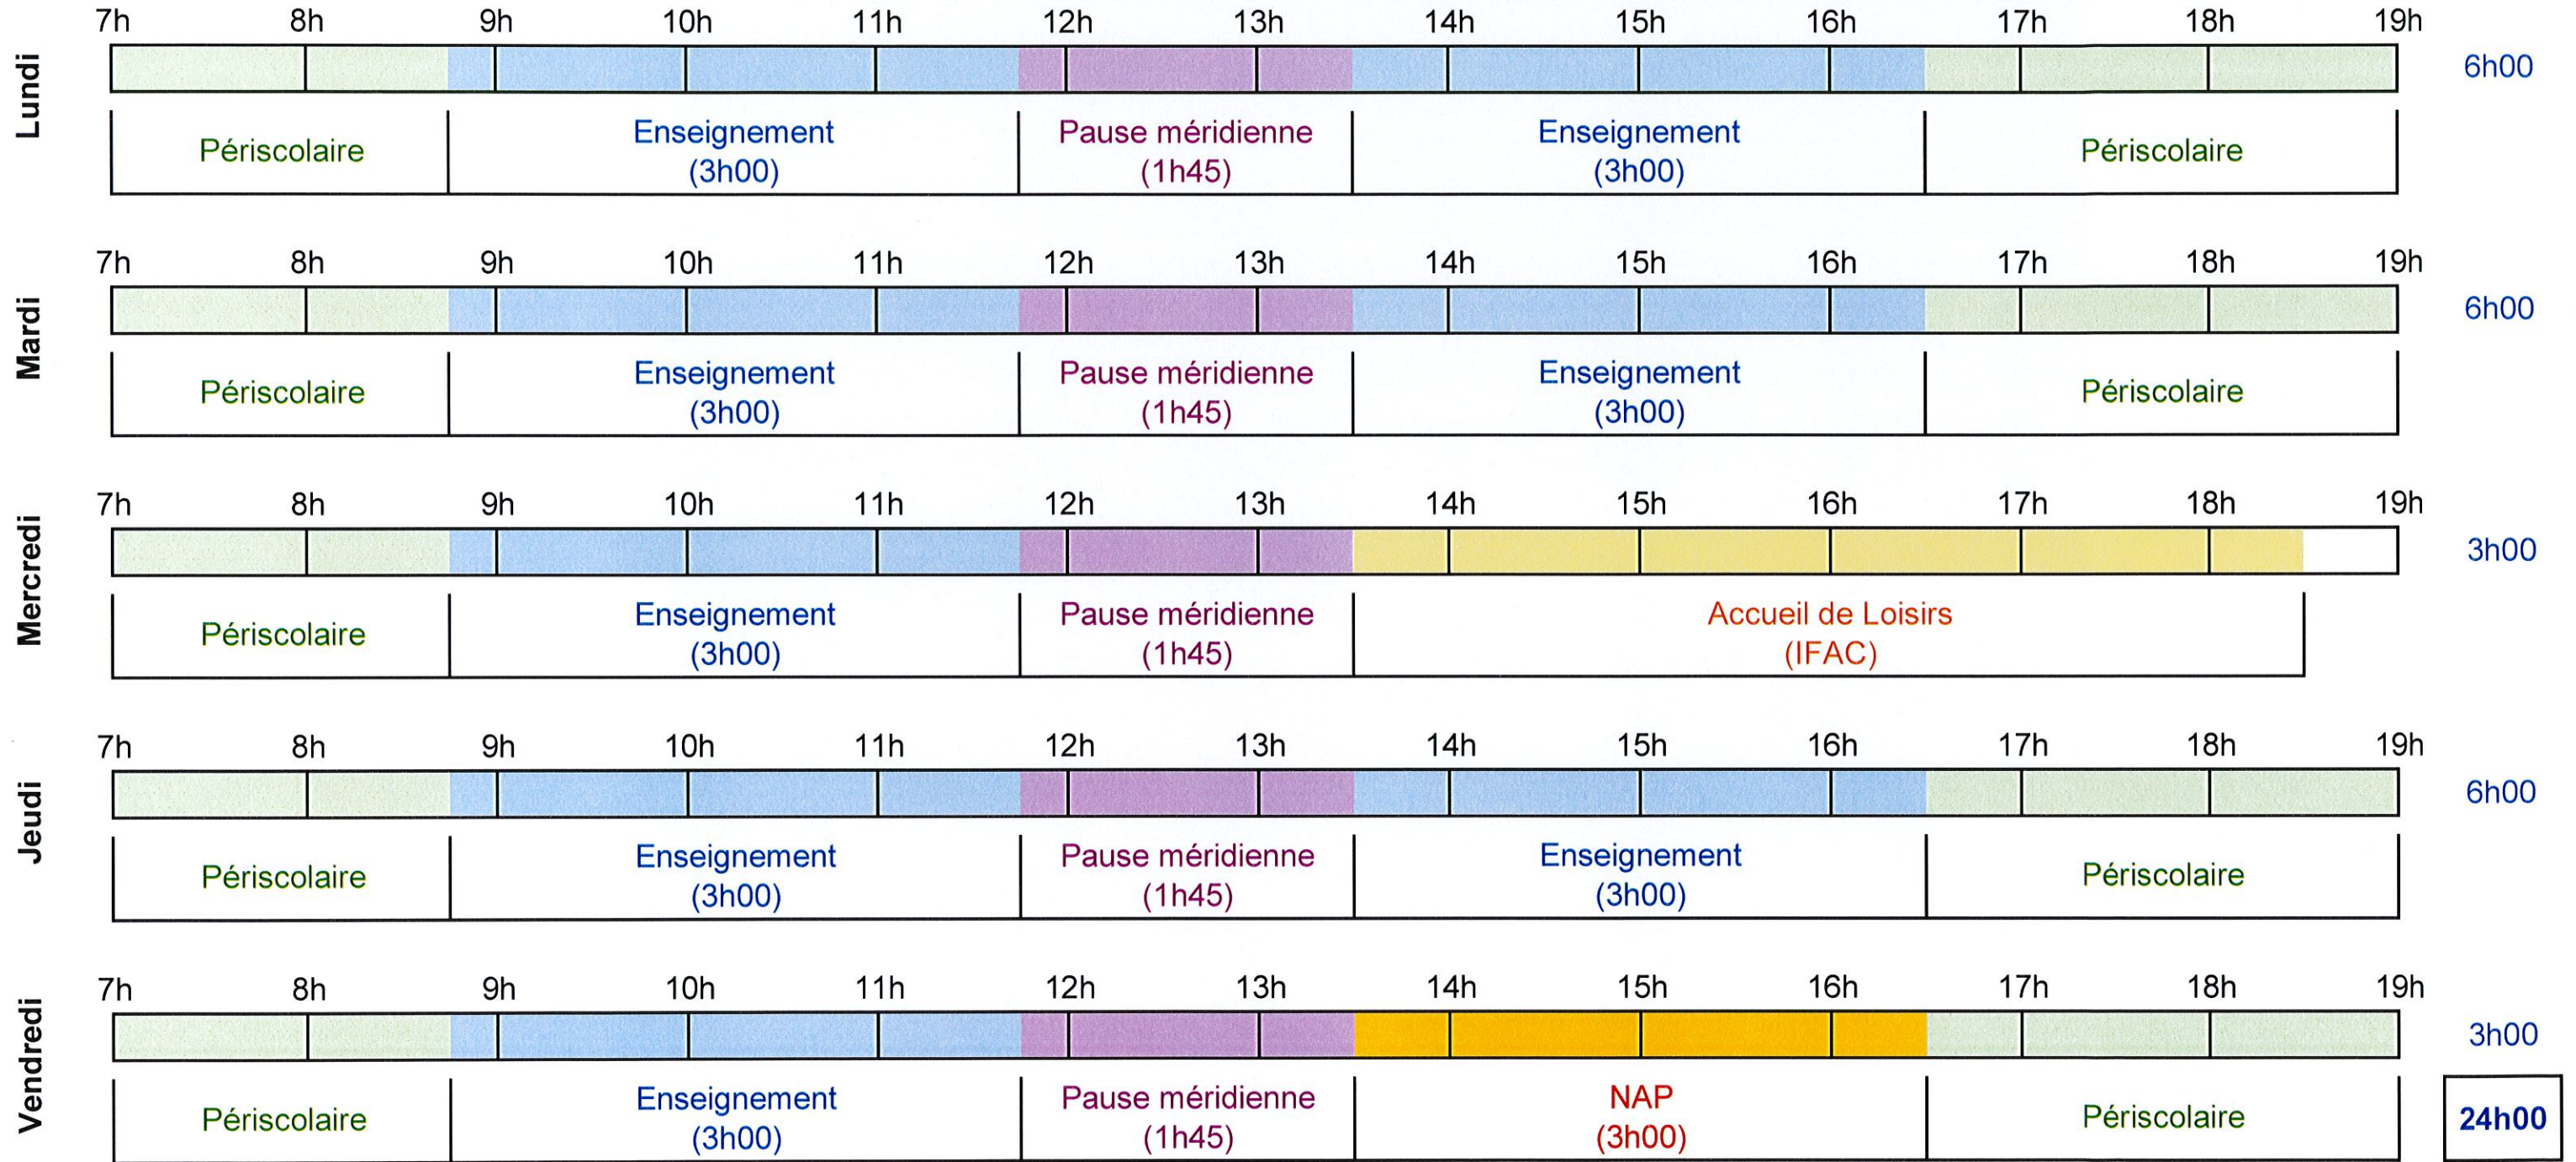 7h 8h 9h 10h 11h 12h 13h 14h 15h 16h 17h 18h 19h
Lundi
6h00
Périscolaire
Enseignement
(3h00)
Pause méridienne
(1h45)
Enseignement
(3h00)
Périscolaire
7h 8h 9h 10h 11h 12h 13h 14h 15h 16h 17h 18h 19h
Mardi
6h00
Périscolaire
Enseignement
(3h00)
Pause méridienne
(1h45)
Enseignement
(3h00)
Périscolaire
7h 8h 9h 10h 11h 12h 13h 14h 15h 16h 17h 18h 19h
Mercredi
3h00
Périscolaire
Enseignement
(3h00)
Pause méridienne
(1h45)
Accueil de Loisirs
(IFAC)
7h 8h 9h 10h 11h 12h 13h 14h 15h 16h 17h 18h 19h
Jeudi
6h00
Périscolaire
Enseignement
(3h00)
Pause méridienne
(1h45)
Enseignement
(3h00)
Périscolaire
7h 8h 9h 10h 11h 12h 13h 14h 15h 16h 17h 18h 19h
Vendredi
3h00
Périscolaire
Enseignement
(3h00)
Pause méridienne
(1h45)
NAP
(3h00)
Périscolaire
24h00